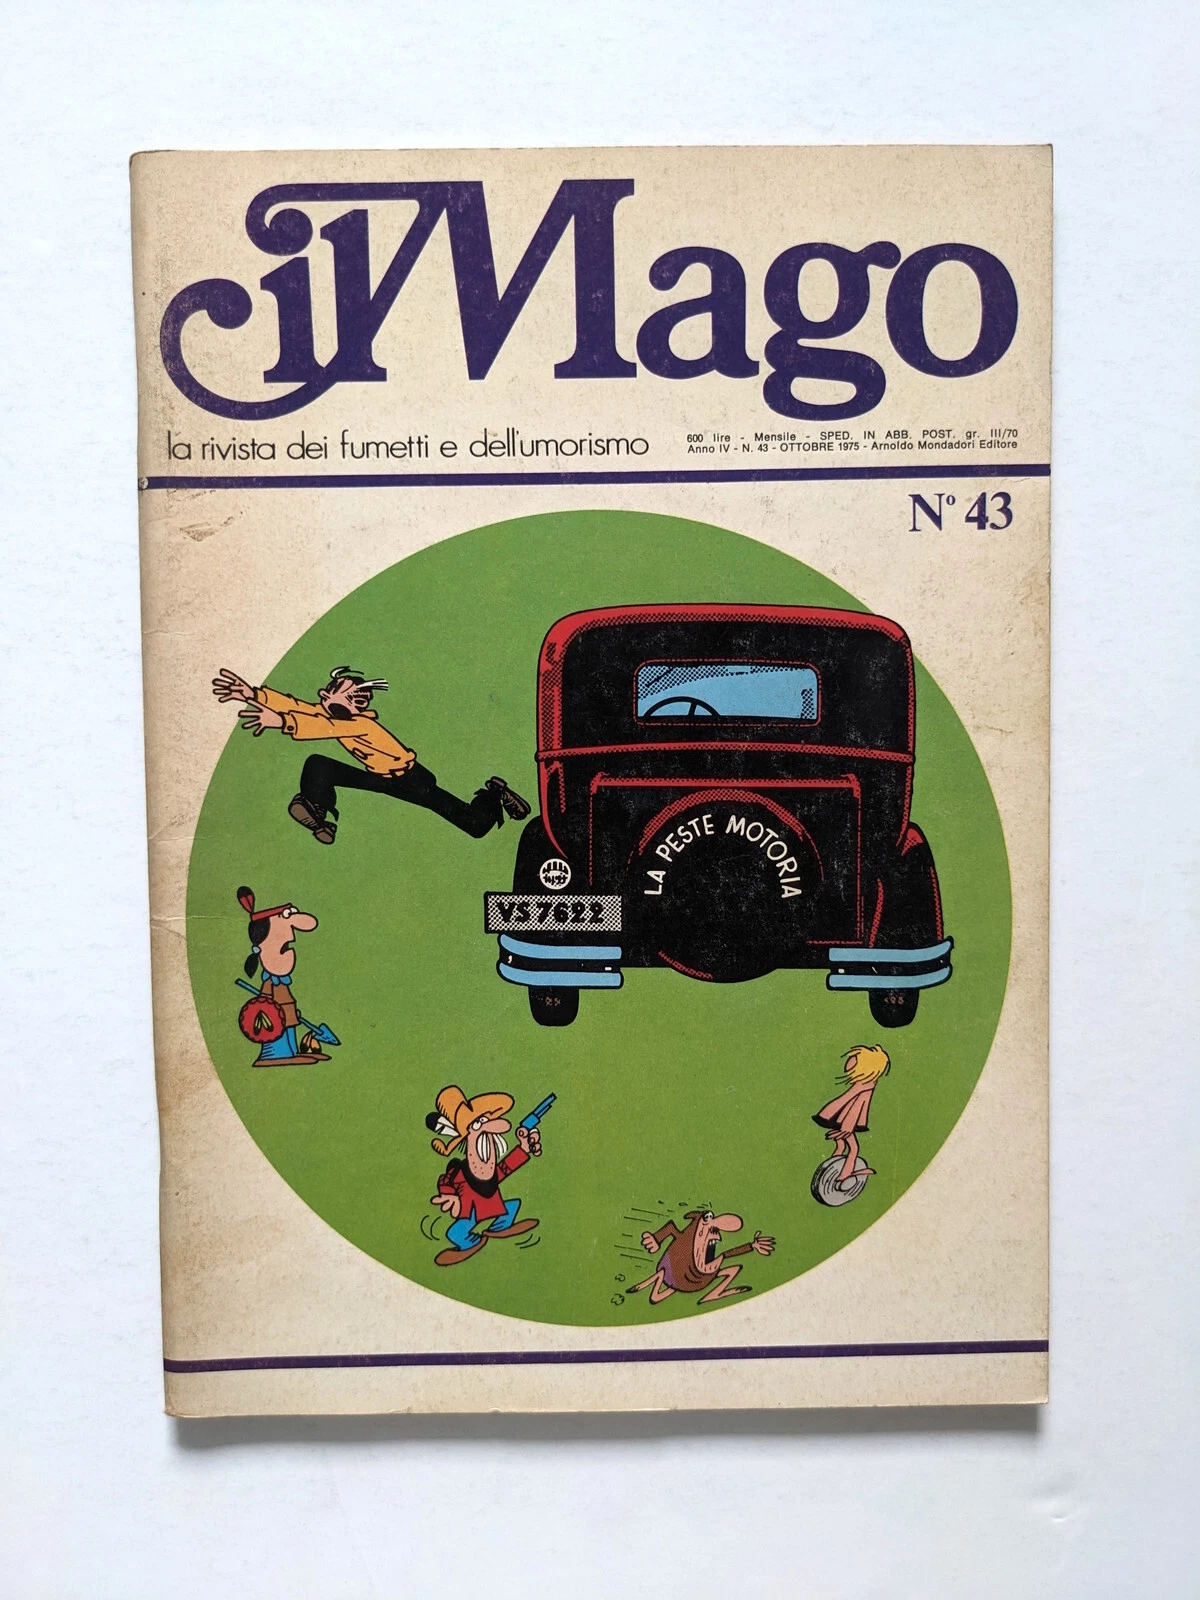 il Mago
la rivista dei fumetti e dell'umorismo
600 lire - Mensile - SPED. IN ABB. POST. gr. III/70
Anno IV - N. 43 - OTTOBRE 1975 - Arnoldo Mondadori Editore
N° 43
LA PESTE MOTORIA
VS 7622